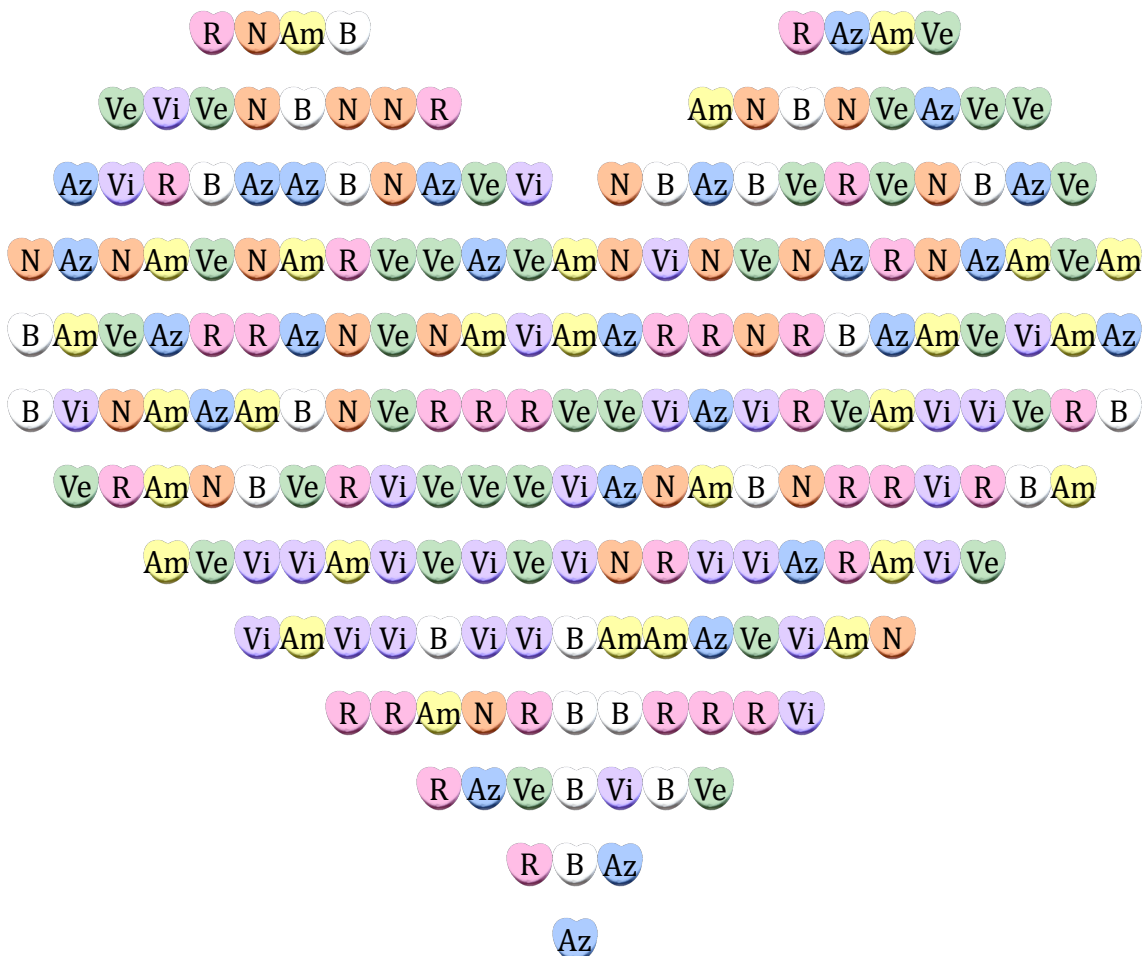 R N Am B R Az Am Ve
Ve Vi Ve N B N N R Am N B N Ve Az Ve Ve
Az Vi R B Az Az B N Az Ve Vi N B Az B Ve R Ve N B Az Ve
N Az N Am Ve N Am R Ve Ve Az Ve Am N Vi N Ve N Az R N Az Am Ve Am
B Am Ve Az R R Az N Ve N Am Vi Am Az R R N R B Az Am Ve Vi Am Az
B Vi N Am Az Am B N Ve R R R Ve Ve Vi Az Vi R Ve Am Vi Vi Ve R B
Ve R Am N B Ve R Vi Ve Ve Ve Vi Az N Am B N R R Vi R B Am
Am Ve Vi Vi Am Vi Ve Vi Ve Vi N R Vi Vi Az R Am Vi Ve
Vi Am Vi Vi B Vi Vi B Am Am Az Ve Vi Am N
R R Am N R B B R R R Vi
R Az Ve B Vi B Ve
R B Az
Az